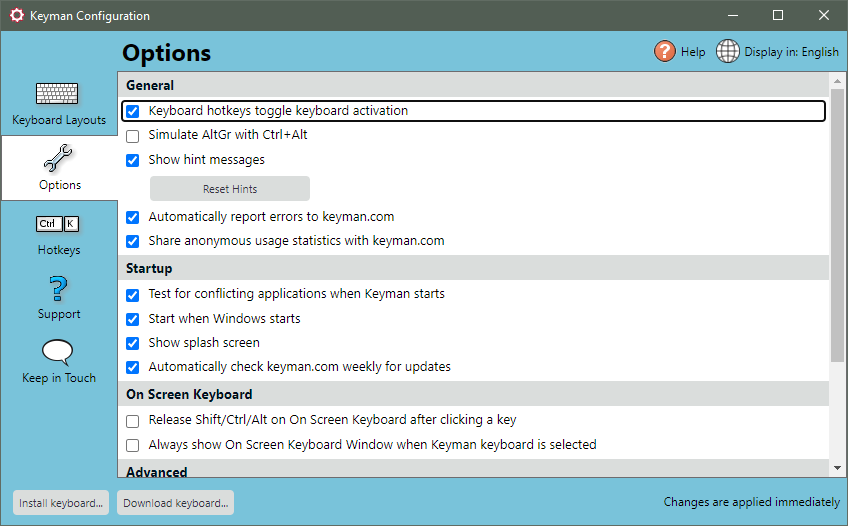 Keyman Configuration
Options
Help
Display in: English
Keyboard Layouts
Options
Ctrl K
Hotkeys
Support
Keep in Touch
General
Keyboard hotkeys toggle keyboard activation
Simulate AltGr with Ctrl+Alt
Show hint messages
Reset Hints
Automatically report errors to keyman.com
Share anonymous usage statistics with keyman.com
Startup
Test for conflicting applications when Keyman starts
Start when Windows starts
Show splash screen
Automatically check keyman.com weekly for updates
On Screen Keyboard
Release Shift/Ctrl/Alt on On Screen Keyboard after clicking a key
Always show On Screen Keyboard Window when Keyman keyboard is selected
Advanced
Install keyboard...
Download keyboard...
Changes are applied immediately